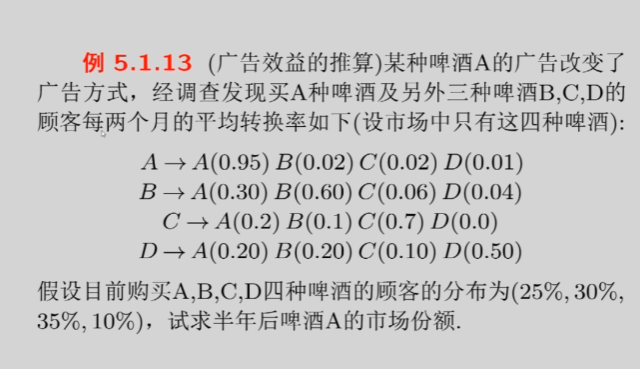 例 5.1.13 (广告效益的推算)某种啤酒A的广告改变了
广告方式，经调查发现买A种啤酒及另外三种啤酒B,C,D的
顾客每两个月的平均转换率如下(设市场中只有这四种啤酒):
A → A(0.95) B(0.02) C(0.02) D(0.01)
B → A(0.30) B(0.60) C(0.06) D(0.04)
C → A(0.2) B(0.1) C(0.7) D(0.0)
D → A(0.20) B(0.20) C(0.10) D(0.50)
假设目前购买A,B,C,D四种啤酒的顾客的分布为(25%, 30%,
35%, 10%)，试求半年后啤酒A的市场份额.